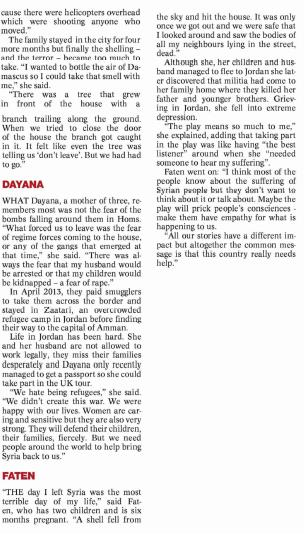 cause there were helicopters overhead
which were shooting anyone who
moved."
The family stayed in the city for four
more months but finally the shelling –
and the terror – became too much to
take. "I wanted to bottle the air of Da-
mascus so I could take that smell with
me," she said.
"There was a tree that grew
in front of the house with a
branch trailing along the ground.
When we tried to close the door
of the house the branch got caught
in it. It felt like even the tree was
telling us 'don't leave'. But we had had
to go."
DAYANA
WHAT Dayana, a mother of three, re-
members most was not the fear of the
bombs falling around them in Homs.
"What forced us to leave was the fear
of regime forces coming to the house,
or any of the gangs that emerged at
that time," she said. "There was al-
ways the fear that my husband would
be arrested or that my children would
be kidnapped – a fear of rape."
In April 2013, they paid smugglers
to take them across the border and
stayed in Zaatari, an overcrowded
refugee camp in Jordan before finding
their way to the capital of Amman.
Life in Jordan has been hard. She
and her husband are not allowed to
work legally, they miss their families
desperately and Dayana only recently
managed to get a passport so she could
take part in the UK tour.
"We hate being refugees," she said.
"We didn't create this war. We were
happy with our lives. Women are car-
ing and sensitive but they are also very
strong. They will defend their children,
their families, fiercely. But we need
people around the world to help bring
Syria back to us."
FATEN
"THE day I left Syria was the most
terrible day of my life," said Fat-
en, who has two children and is six
months pregnant. "A shell fell from
the sky and hit the house. It was only
once we got out and we were safe that
I looked around and saw the bodies of
all my neighbours lying in the street,
dead."
Although she, her children and hus-
band managed to flee to Jordan she lat-
er discovered that militia had come to
her family home where they killed her
father and younger brothers. Griev-
ing in Jordan, she fell into extreme
depression.
"The play means so much to me,"
she explained, adding that taking part
in the play was like having "the best
listener" around when she "needed
someone to bear my suffering".
Faten went on: "I think most of the
people know about the suffering of
Syrian people but they don't want to
think about it or talk about. Maybe the
play will prick people's consciences -
make them have empathy for what is
happening to us.
"All our stories have a different im-
pact but altogether the common mes-
sage is that this country really needs
help."